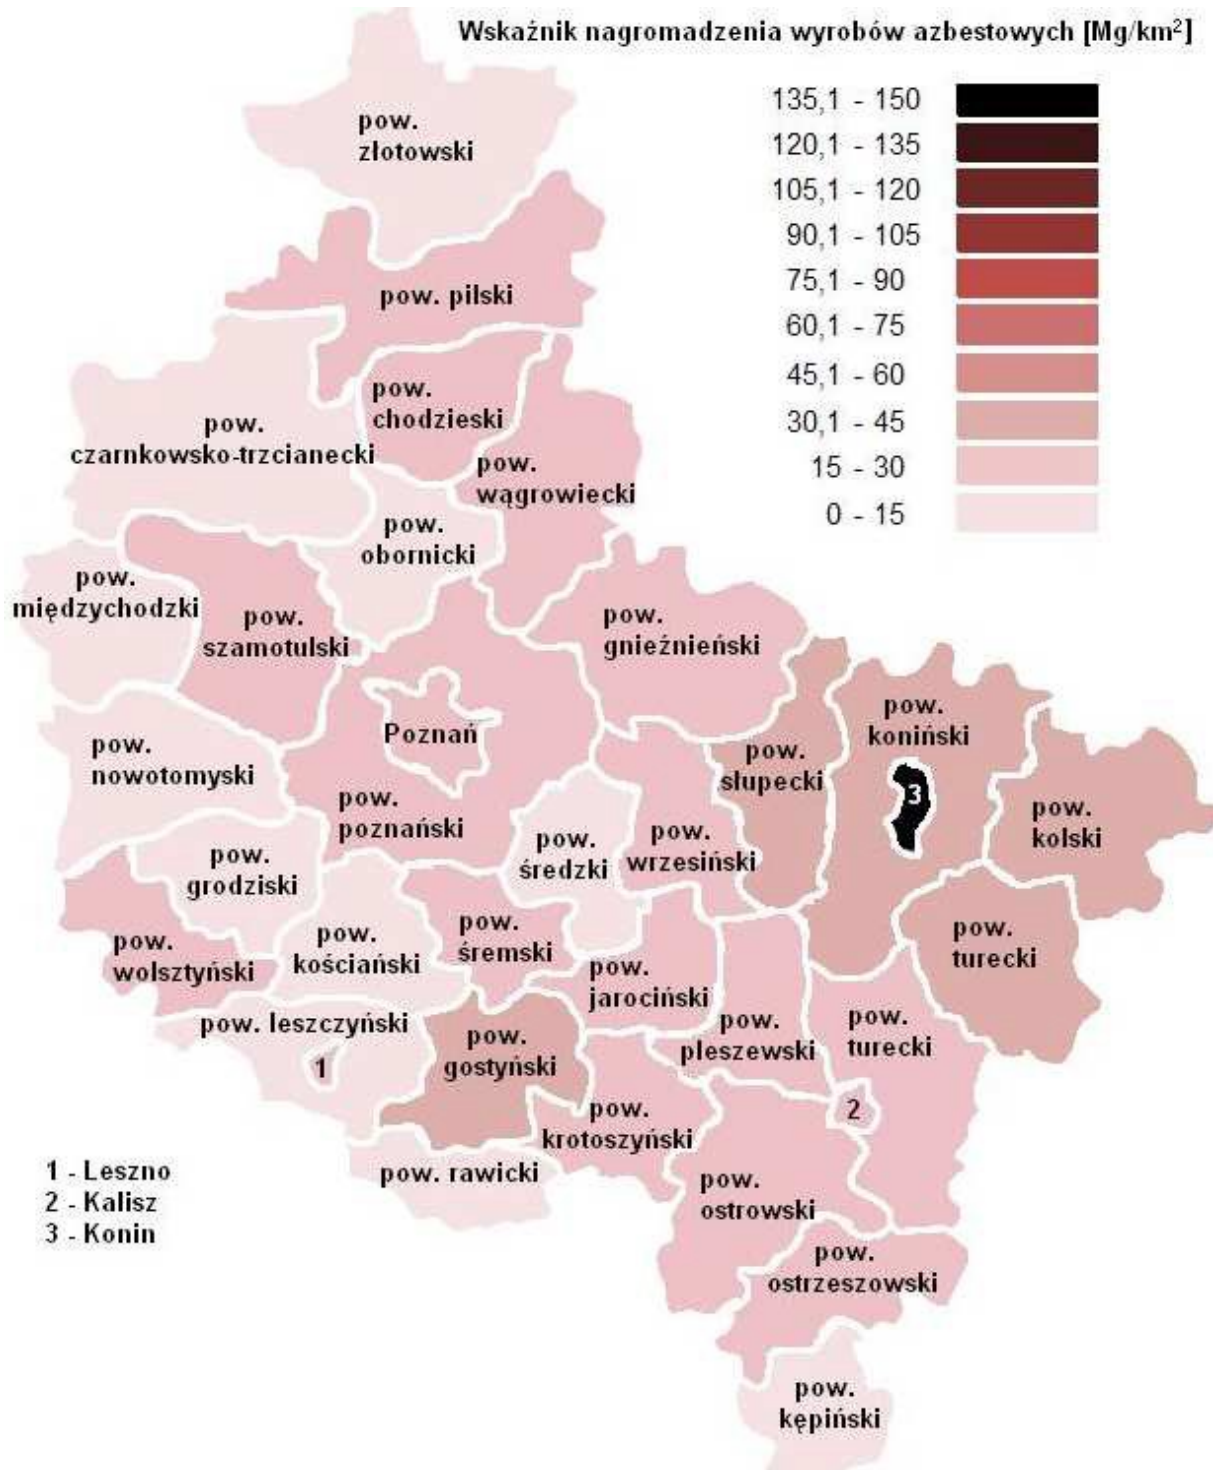 Wskaźnik nagromadzenia wyrobów azbestowych [Mg/km²]
135,1 - 150
120,1 - 135
105,1 - 120
90,1 - 105
75,1 - 90
60,1 - 75
45,1 - 60
30,1 - 45
15 - 30
0 - 15
pow.
złotowski
pow. pilski
pow.
chodzieski
pow.
czarnkowsko-trzcianecki
pow.
wągrowiecki
pow.
obornicki
pow.
międzychodzki
pow.
szamotulski
pow.
gnieźnieński
pow.
nowotomyski
Poznań
pow.
poznański
pow.
słupecki
pow.
koniński
3
pow.
kolski
pow.
grodziski
pow.
średzki
pow.
wrzesiński
pow.
wolsztyński
pow.
kościański
pow.
śremski
pow.
jarociński
pow.
turecki
pow. leszczyński
1
pow.
gostyński
pow.
pleszewski
pow.
turecki
2
pow.
krotoszyński
pow. rawicki
pow.
ostrowski
pow.
ostrzeszowski
pow.
kępiński
1 - Leszno
2 - Kalisz
3 - Konin